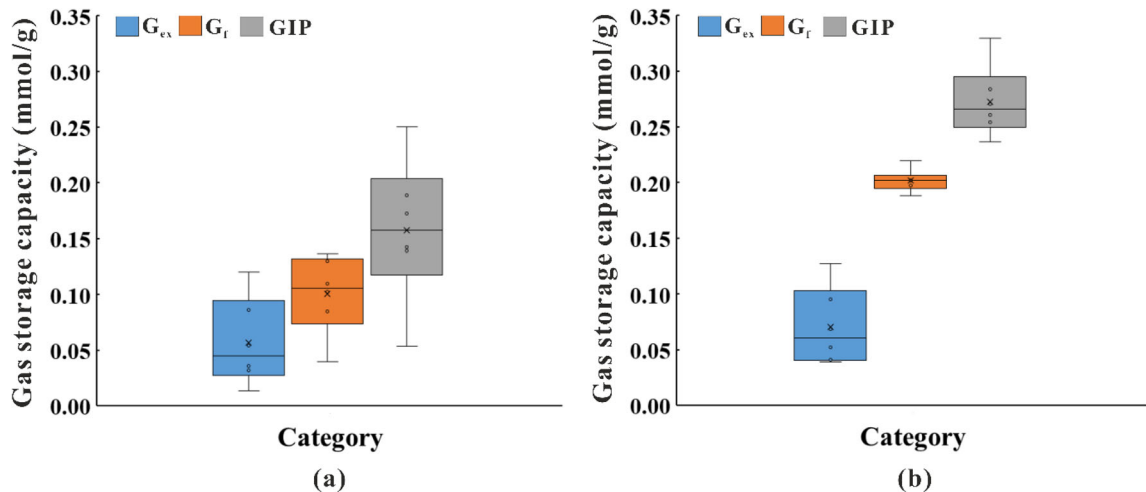 Gas storage capacity (mmol/g)
0.35
0.30
0.25
0.20
0.15
0.10
0.05
0.00
Gex Gf GIP
Category
(a)
Gas storage capacity (mmol/g)
0.35
0.30
0.25
0.20
0.15
0.10
0.05
0.00
Gex Gf GIP
Category
(b)